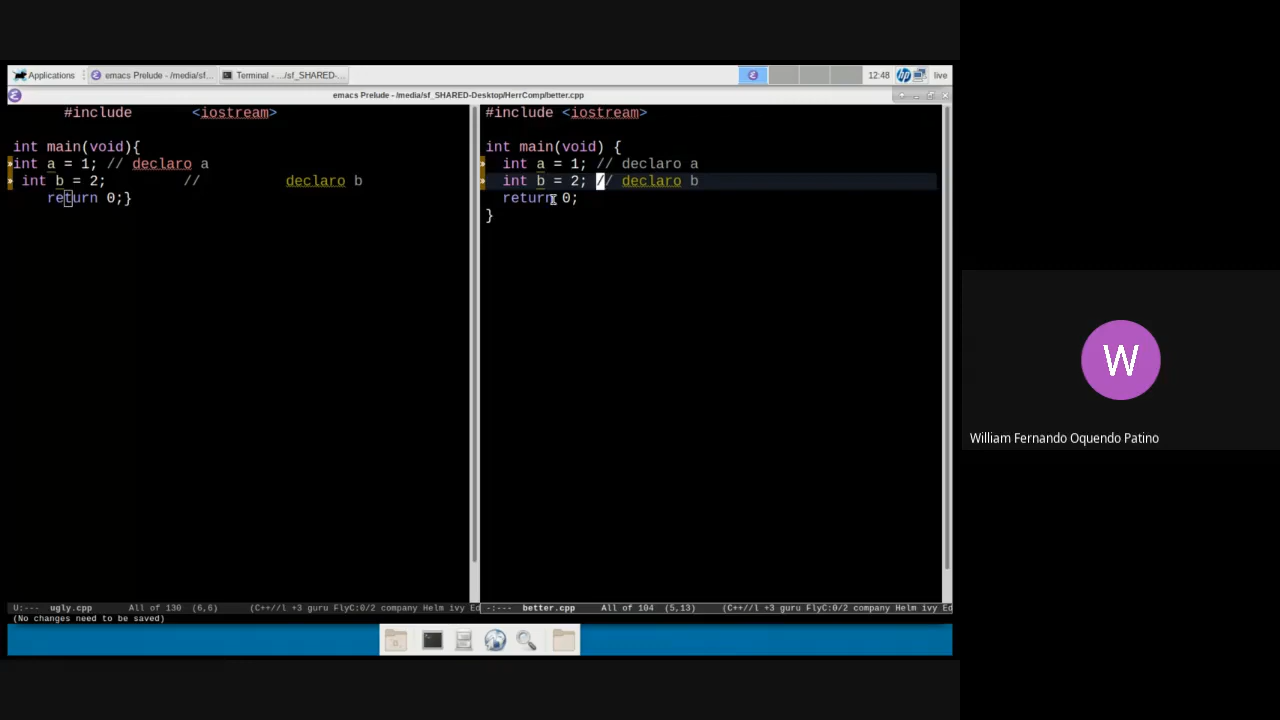 Applications
emacs Prelude - /media/sf...
Terminal - .../sf_SHARED-...
12:48
hp
live
emacs Prelude - /media/sf_SHARED-Desktop/HerrComp/better.cpp
#include <iostream>
int main(void){
int a = 1; // declaro a
int b = 2; // declaro b
return 0;}
#include <iostream>
int main(void) {
int a = 1; // declaro a
int b = 2; // declaro b
return 0;
}
U:--- ugly.cpp All of 130 (6,6) (C++//l +3 guru FlyC:0/2 company Helm ivy Ed
-:--- better.cpp All of 104 (5,13) (C++//l +3 guru FlyC:0/2 company Helm ivy Ed
(No changes need to be saved)
W
William Fernando Oquendo Patino